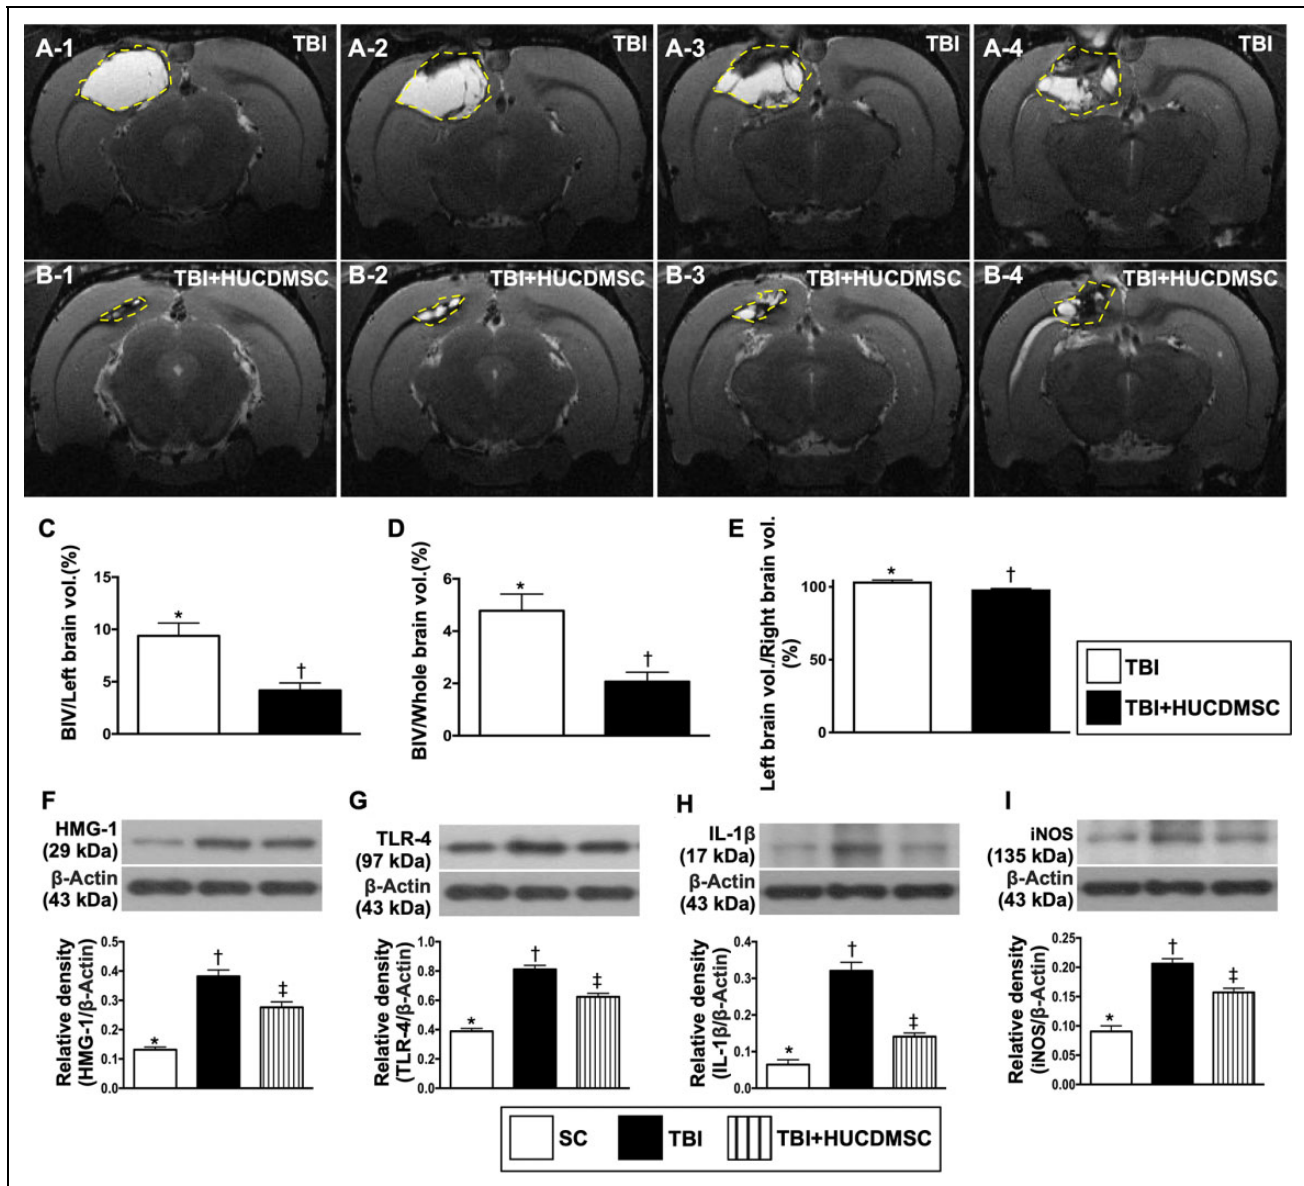 A-1 TBI
A-2 TBI
A-3 TBI
A-4 TBI
B-1 TBI+HUCDMSC
B-2 TBI+HUCDMSC
B-3 TBI+HUCDMSC
B-4 TBI+HUCDMSC
C
BIV/Left brain vol.(%)
15
10
5
0
*
†
D
BIV/Whole brain vol.(%)
6
4
2
0
*
†
E
Left brain vol./Right brain vol.
(%)
100
50
0
*
†
TBI
TBI+HUCDMSC
F
HMG-1
(29 kDa)
β-Actin
(43 kDa)
Relative density
(HMG-1/β-Actin)
0.5
0.4
0.3
0.2
0.1
0.0
*
†
‡
G
TLR-4
(97 kDa)
β-Actin
(43 kDa)
Relative density
(TLR-4/β-Actin)
1.0
0.8
0.6
0.4
0.2
0.0
*
†
‡
H
IL-1β
(17 kDa)
β-Actin
(43 kDa)
Relative density
(IL-1β/β-Actin)
0.4
0.3
0.2
0.1
0.0
*
†
‡
I
iNOS
(135 kDa)
β-Actin
(43 kDa)
Relative density
(iNOS/β-Actin)
0.25
0.20
0.15
0.10
0.05
0.00
*
†
‡
SC
TBI
TBI+HUCDMSC